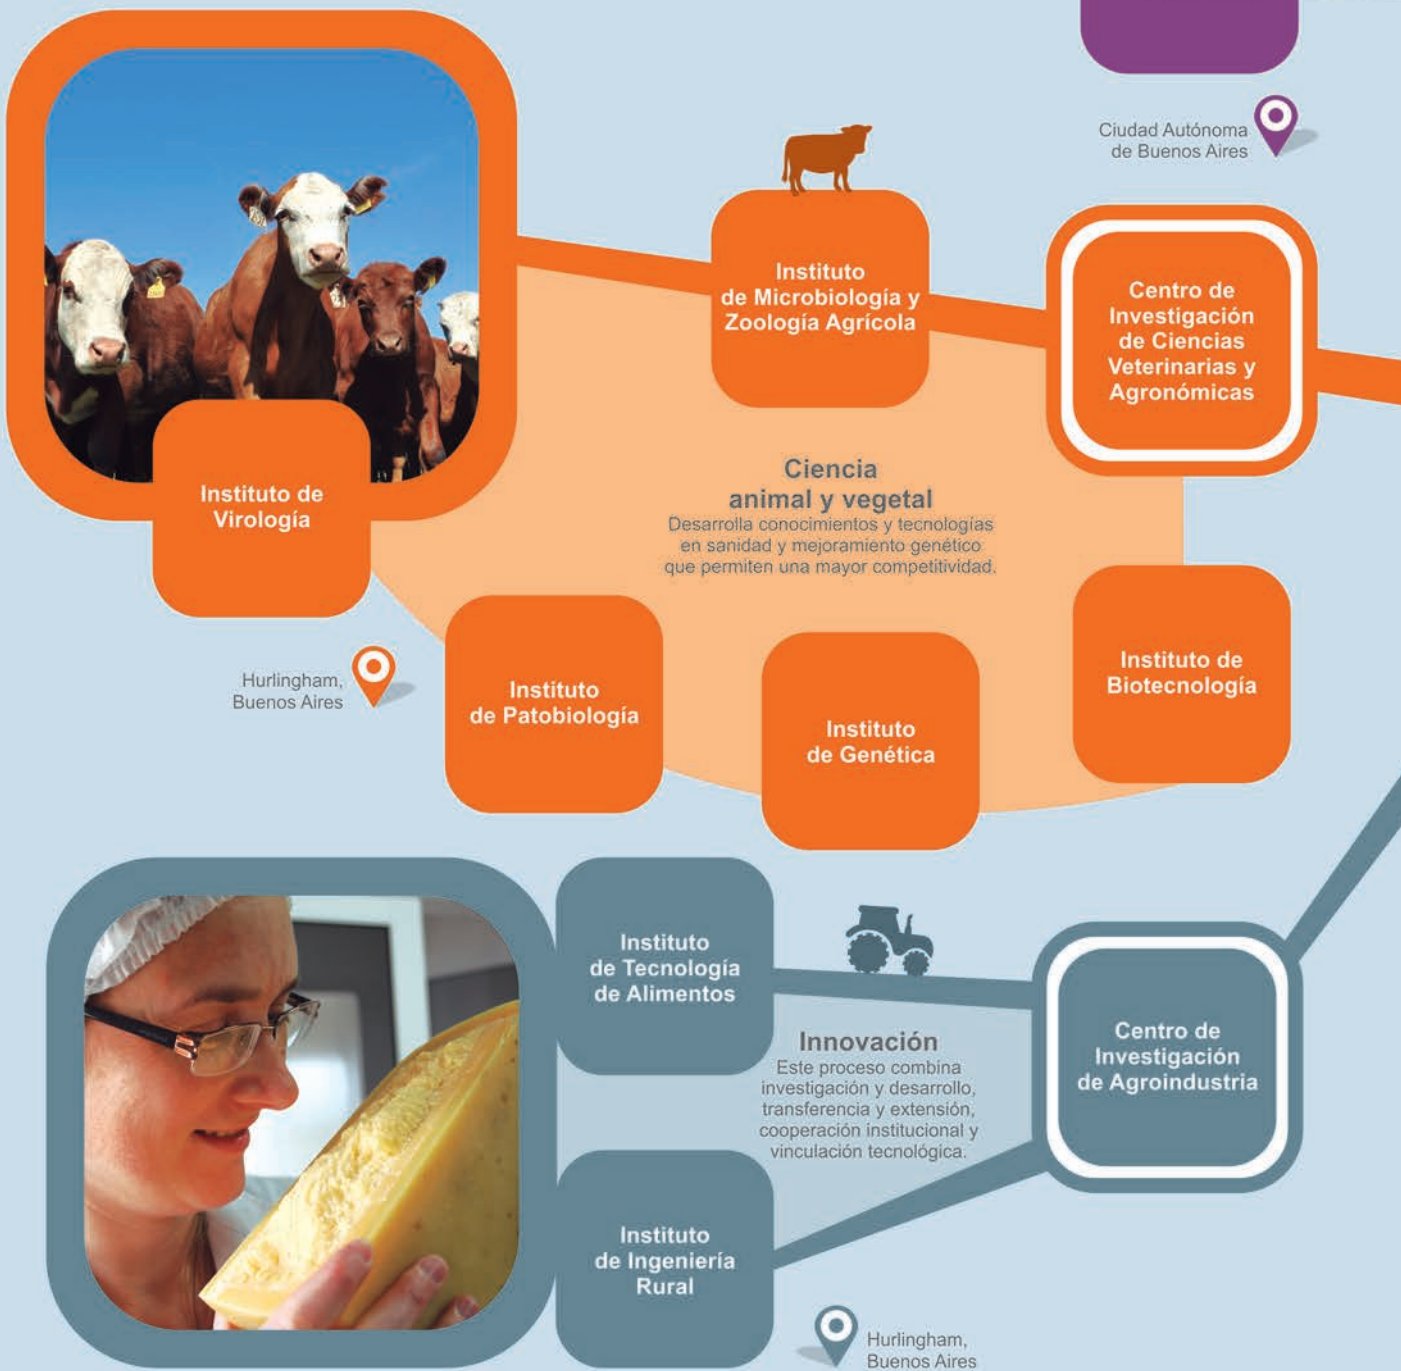 Ciudad Autónoma
de Buenos Aires
Instituto
de Microbiología y
Zoología Agrícola
Centro de
Investigación
de Ciencias
Veterinarias y
Agronómicas
Ciencia
animal y vegetal
Desarrolla conocimientos y tecnologías
en sanidad y mejoramiento genético
que permiten una mayor competitividad.
Instituto de
Virología
Hurlingham,
Buenos Aires
Instituto
de Patobiología
Instituto
de Genética
Instituto de
Biotecnología
Instituto
de Tecnología
de Alimentos
Innovación
Este proceso combina
investigación y desarrollo,
transferencia y extensión,
cooperación institucional y
vinculación tecnológica.
Centro de
Investigación
de Agroindustria
Instituto
de Ingeniería
Rural
Hurlingham,
Buenos Aires